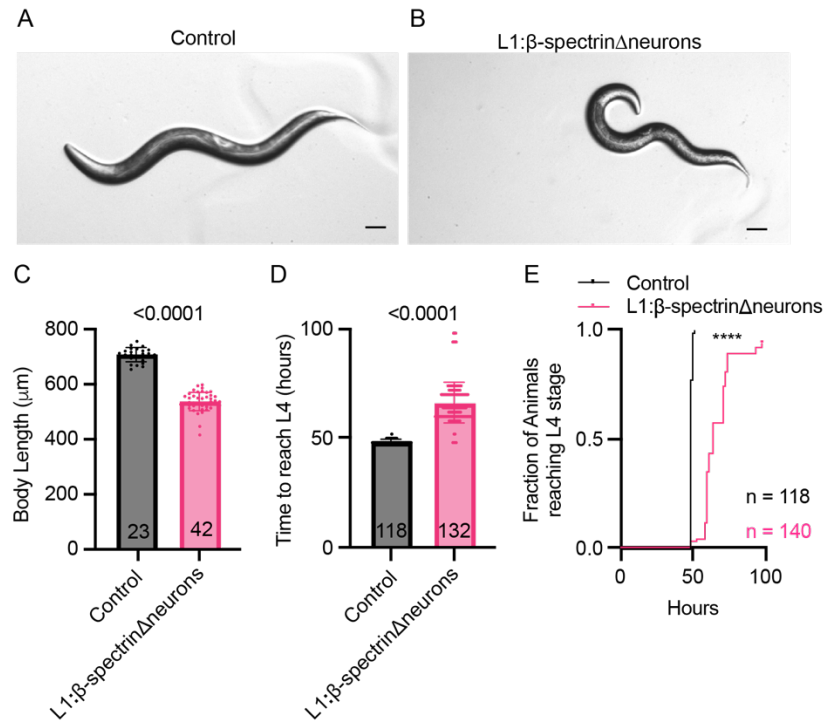 A
Control
B
L1:β-spectrinΔneurons
C
<0.0001
Body Length (μm)
800
600
400
200
0
23
42
Control
L1:β-spectrinΔneurons
D
<0.0001
Time to reach L4 (hours)
100
50
0
118
132
Control
L1:β-spectrinΔneurons
E
Control
L1:β-spectrinΔneurons
****
Fraction of Animals
reaching L4 stage
1.0
0.5
0.0
n = 118
n = 140
0
50
100
Hours